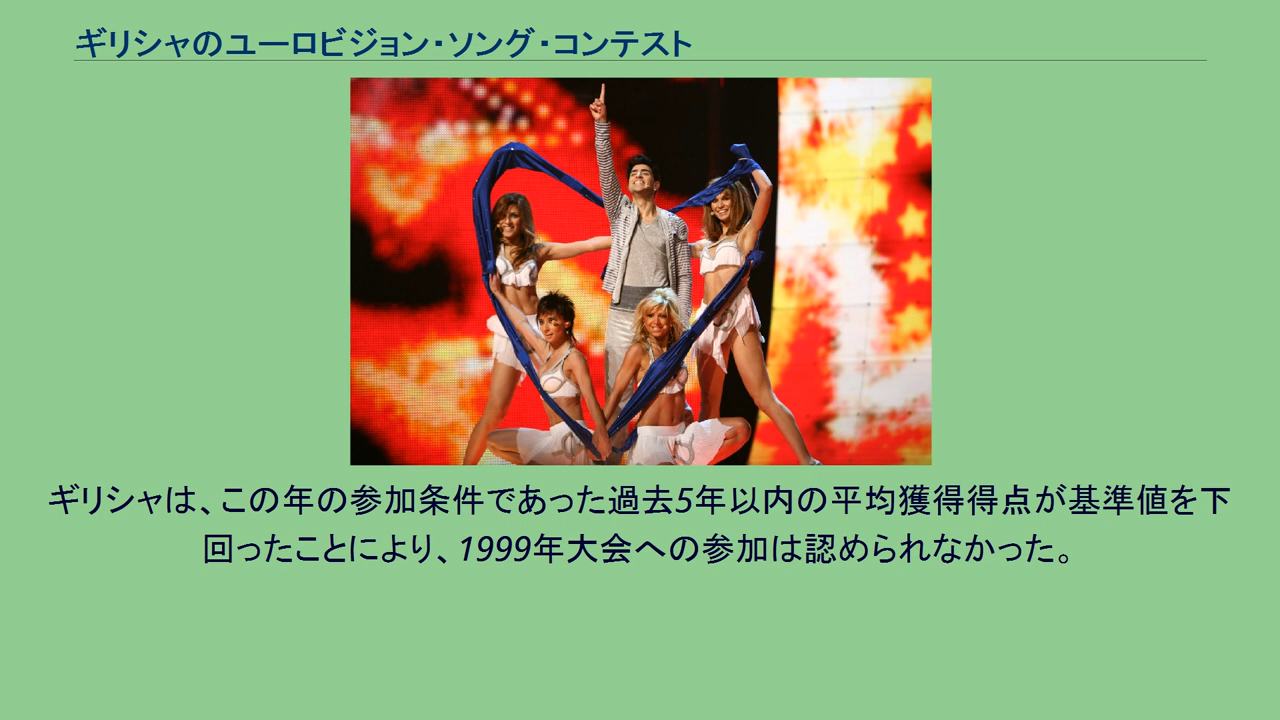 ギリシャのユーロビジョン・ソング・コンテスト
ギリシャは、この年の参加条件であった過去5年以内の平均獲得得点が基準値を下
回ったことにより、1999年大会への参加は認められなかった。